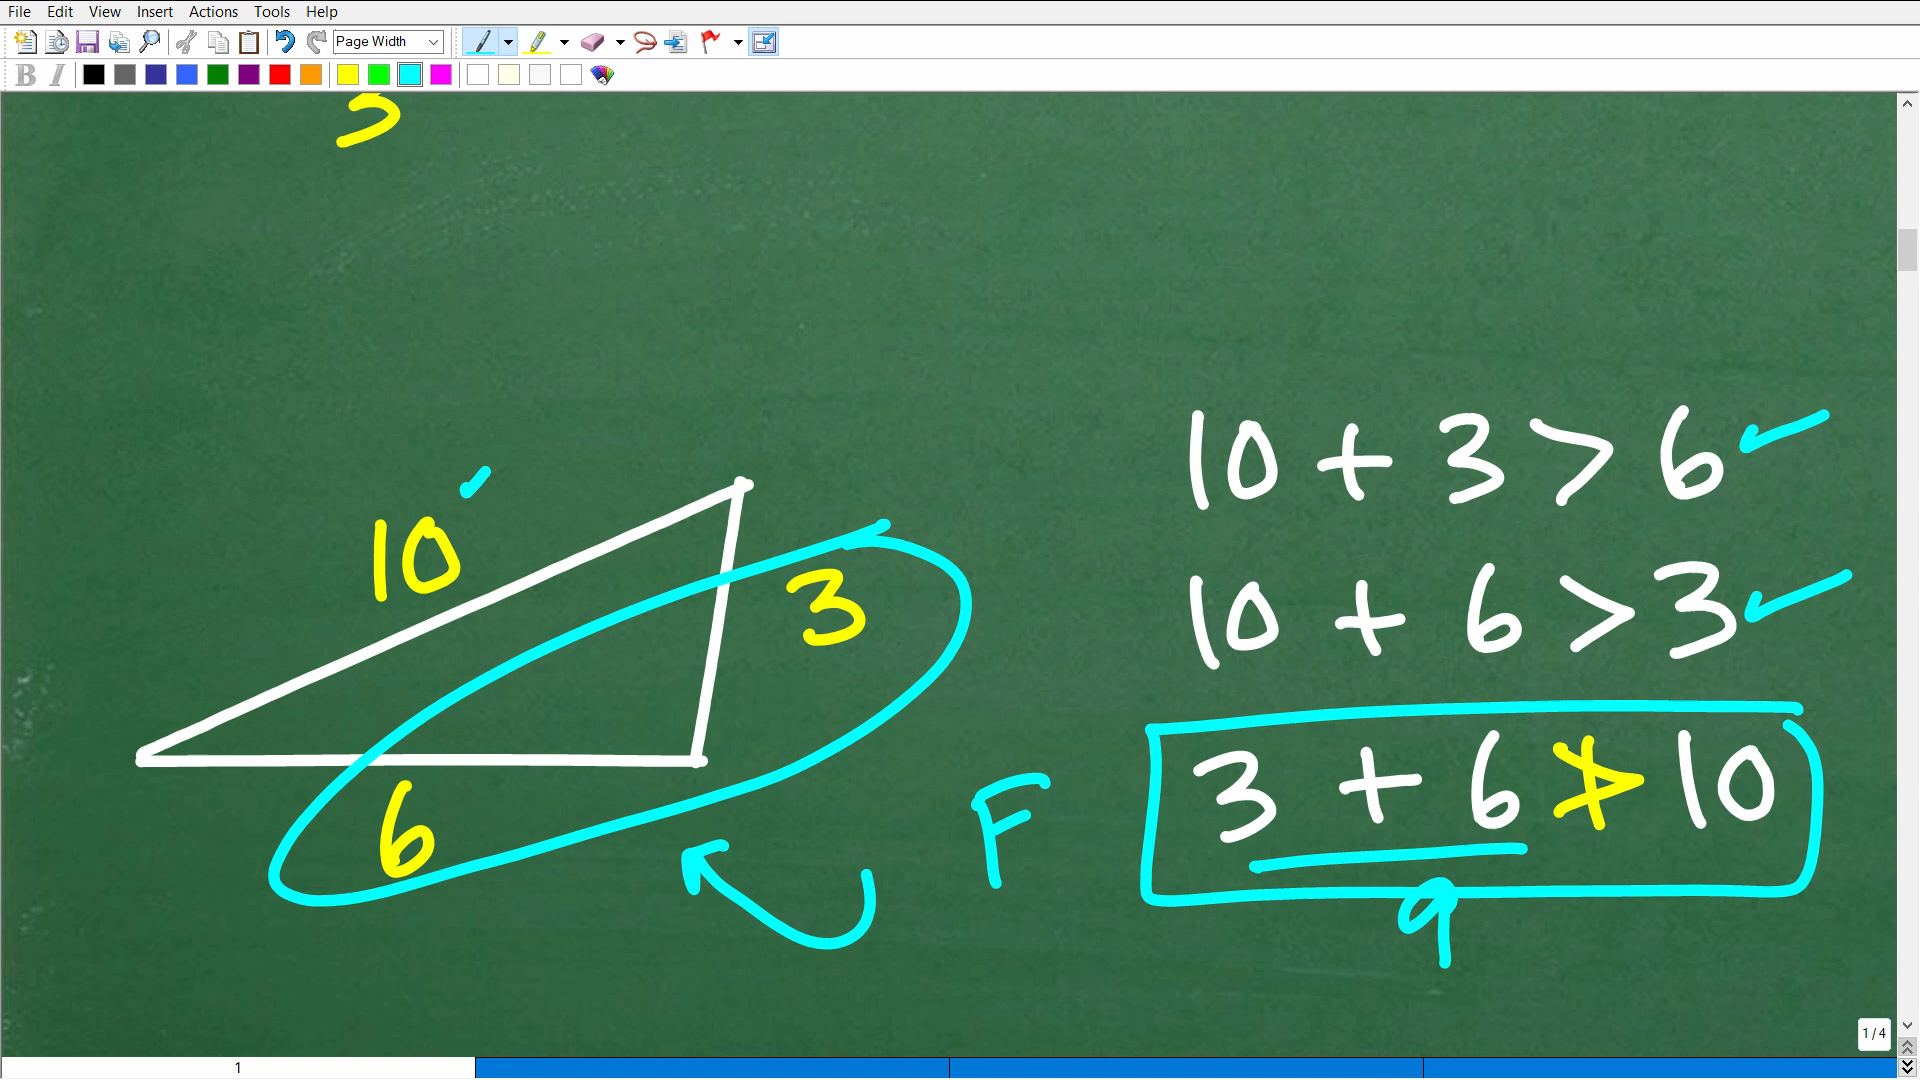 File Edit View Insert Actions Tools Help
Page Width
B I
3
10
3
6
10 + 3 > 6 ✓
10 + 6 > 3 ✓
F
3 + 6 ≯ 10
9
1 / 4
1